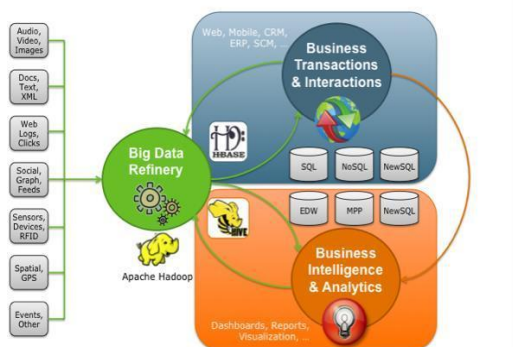 Audio,
Video,
Images
Docs,
Text,
XML
Web
Logs,
Clicks
Social,
Graph,
Feeds
Sensors,
Devices,
RFID
Spatial,
GPS
Events,
Other
Big Data
Refinery
Apache Hadoop
Web, Mobile, CRM,
ERP, SCM, ...
Business
Transactions
& Interactions
HBASE
SQL
NoSQL
NewSQL
EDW
MPP
NewSQL
HIVE
Business
Intelligence
& Analytics
Dashboards, Reports,
Visualization, ...